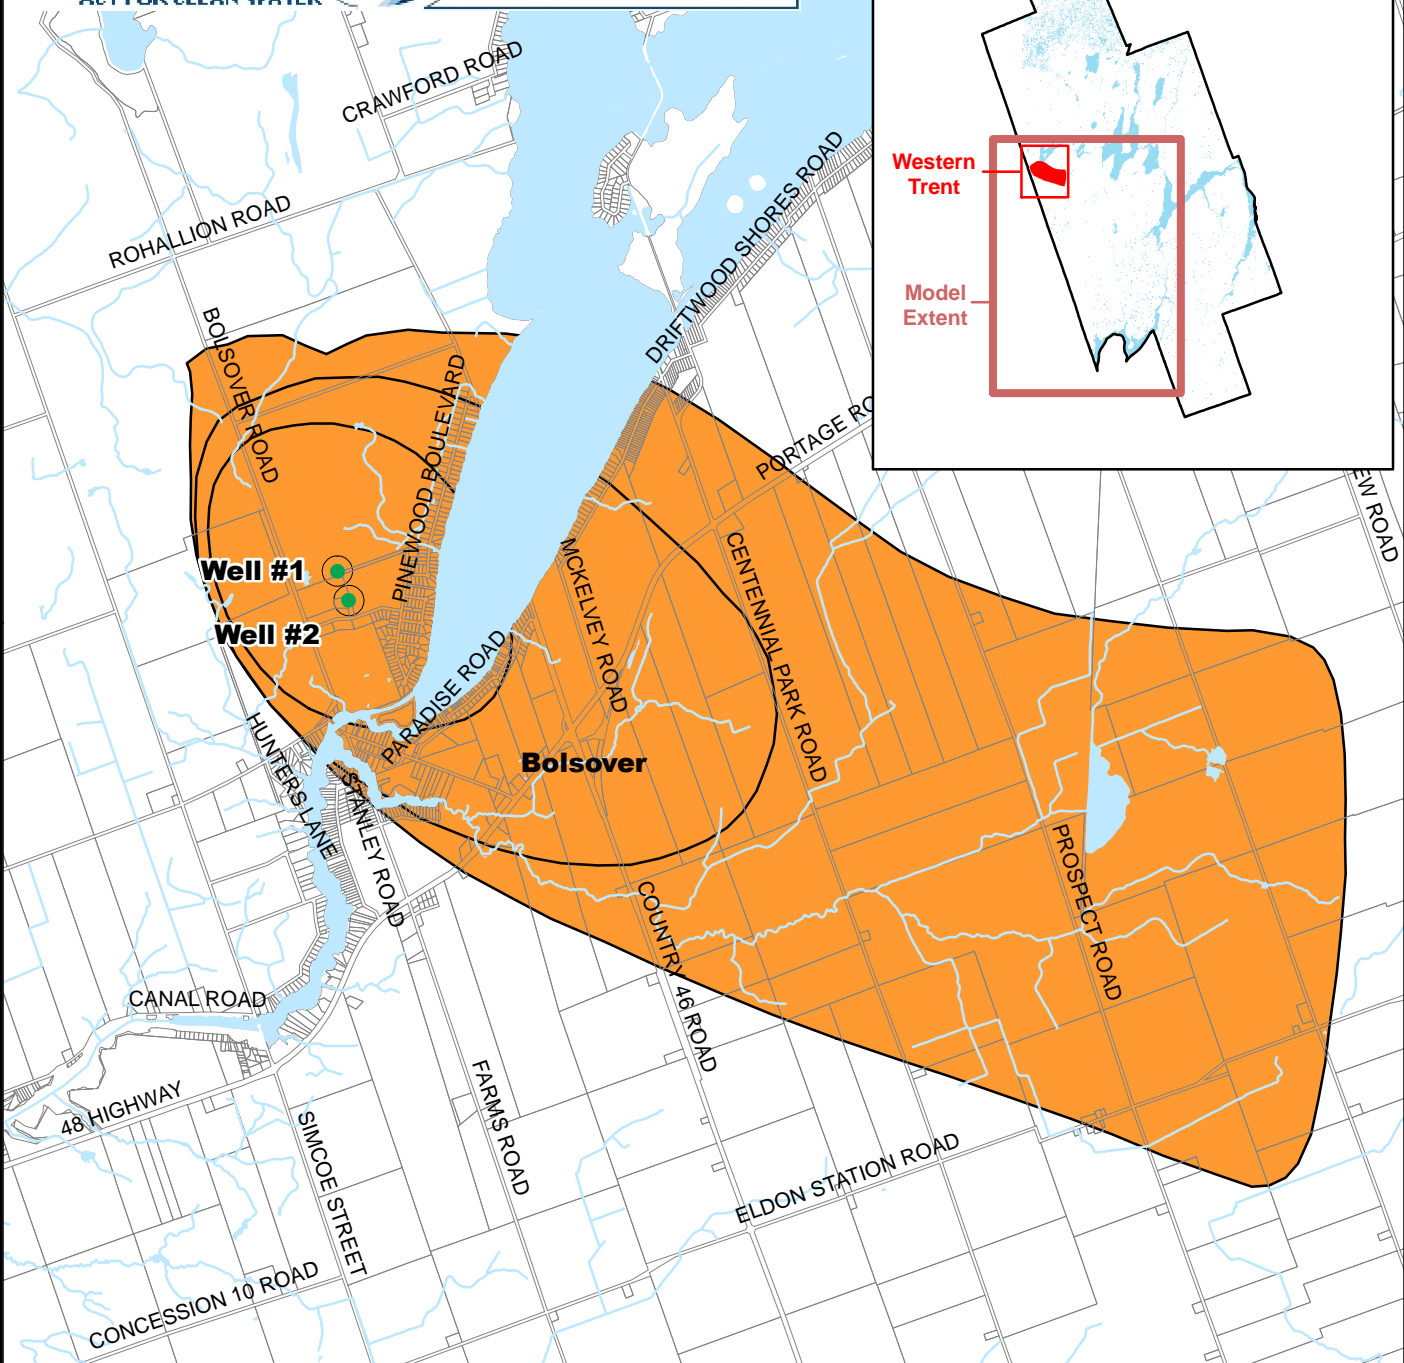 CRAWFORD ROAD
ROHALLION ROAD
Western
Trent
DRIFTWOOD SHORES ROAD
Model
Extent
BOLSOVER ROAD
PINEWOOD BOULEVARD
PORTAGE RO
EW ROAD
Well #1
MCKELVEY ROAD
CENTENNIAL PARK ROAD
Well #2
PARADISE ROAD
HUNTERS LANE
STANLEY ROAD
Bolsover
PROSPECT ROAD
COUNTRY 46 ROAD
CANAL ROAD
48 HIGHWAY
FARMS ROAD
SIMCOE STREET
ELDON STATION ROAD
CONCESSION 10 ROAD